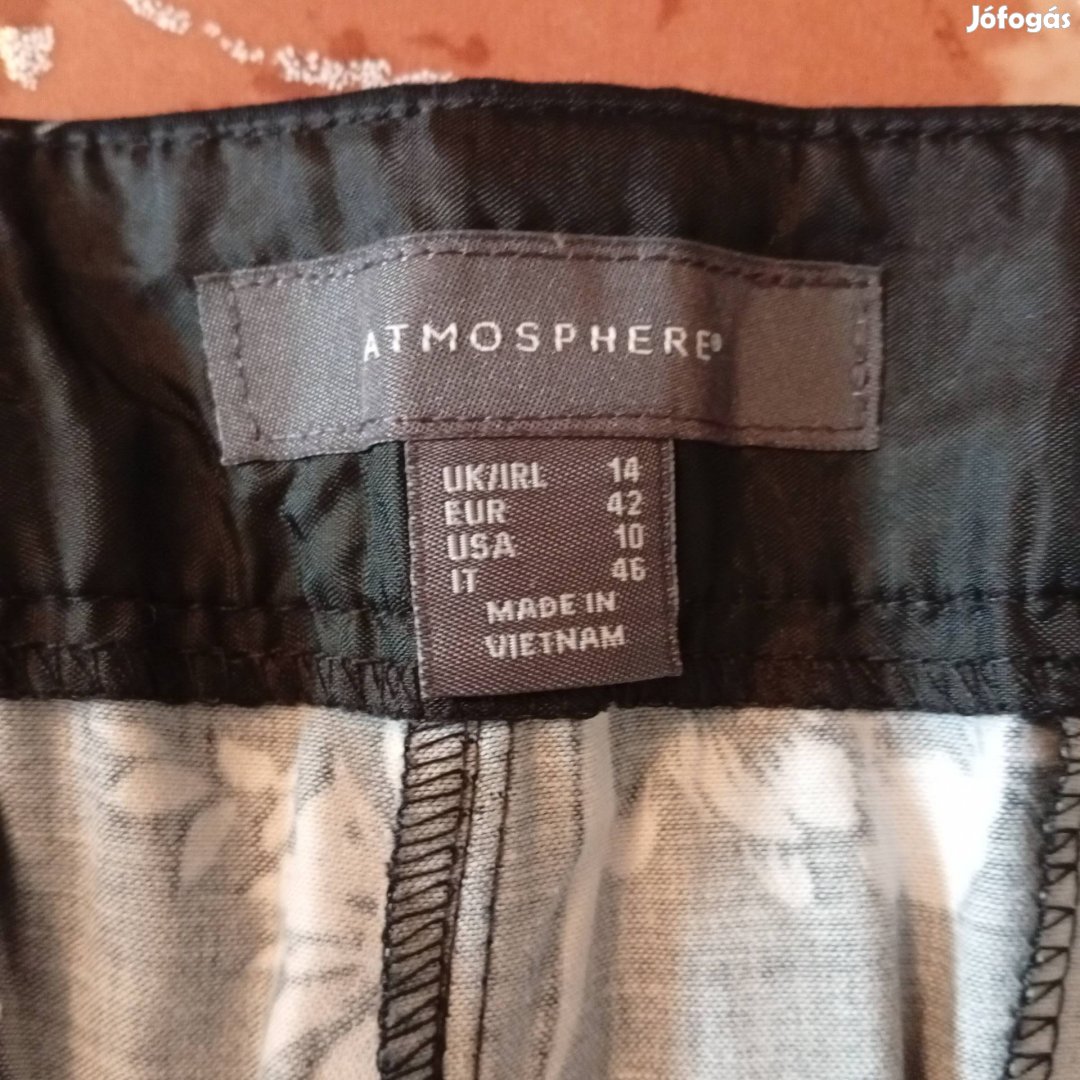 Jófogás
ATMOSPHERE®
UK/IRL 14
EUR 42
USA 10
IT 46
MADE IN
VIETNAM